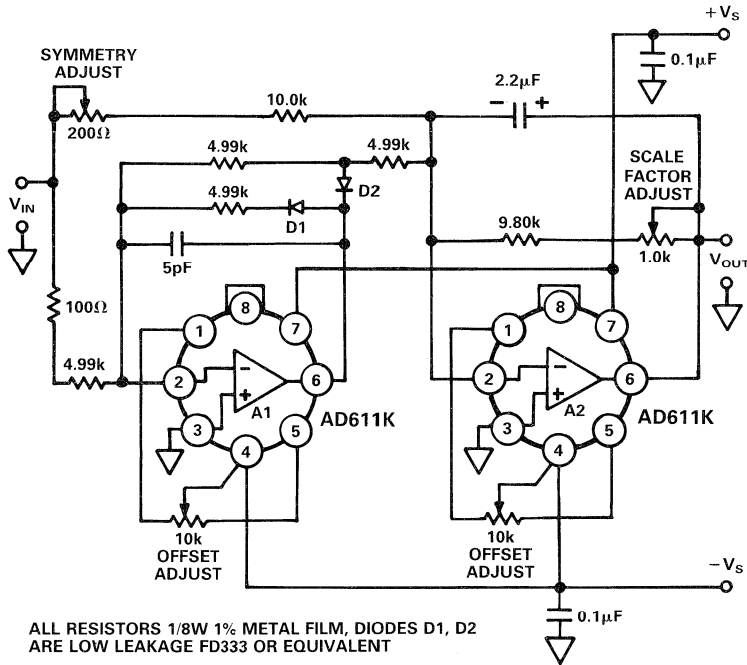 +VS
0.1µF
SYMMETRY
ADJUST
200Ω
10.0k
2.2µF
−
+
4.99k
4.99k
D2
4.99k
D1
SCALE
FACTOR
ADJUST
VIN
5pF
9.80k
1.0k
VOUT
100Ω
4.99k
1
8
7
2
−
+
A1
6
3
4
5
AD611K
1
8
7
2
−
+
A2
6
3
4
5
AD611K
10k
OFFSET
ADJUST
10k
OFFSET
ADJUST
−VS
0.1µF
ALL RESISTORS 1/8W 1% METAL FILM, DIODES D1, D2
ARE LOW LEAKAGE FD333 OR EQUIVALENT